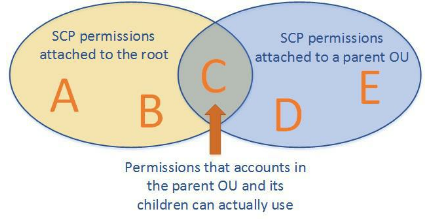 SCP permissions
attached to the root
SCP permissions
attached to a parent OU
A
B
C
D
E
Permissions that accounts in
the parent OU and its
children can actually use